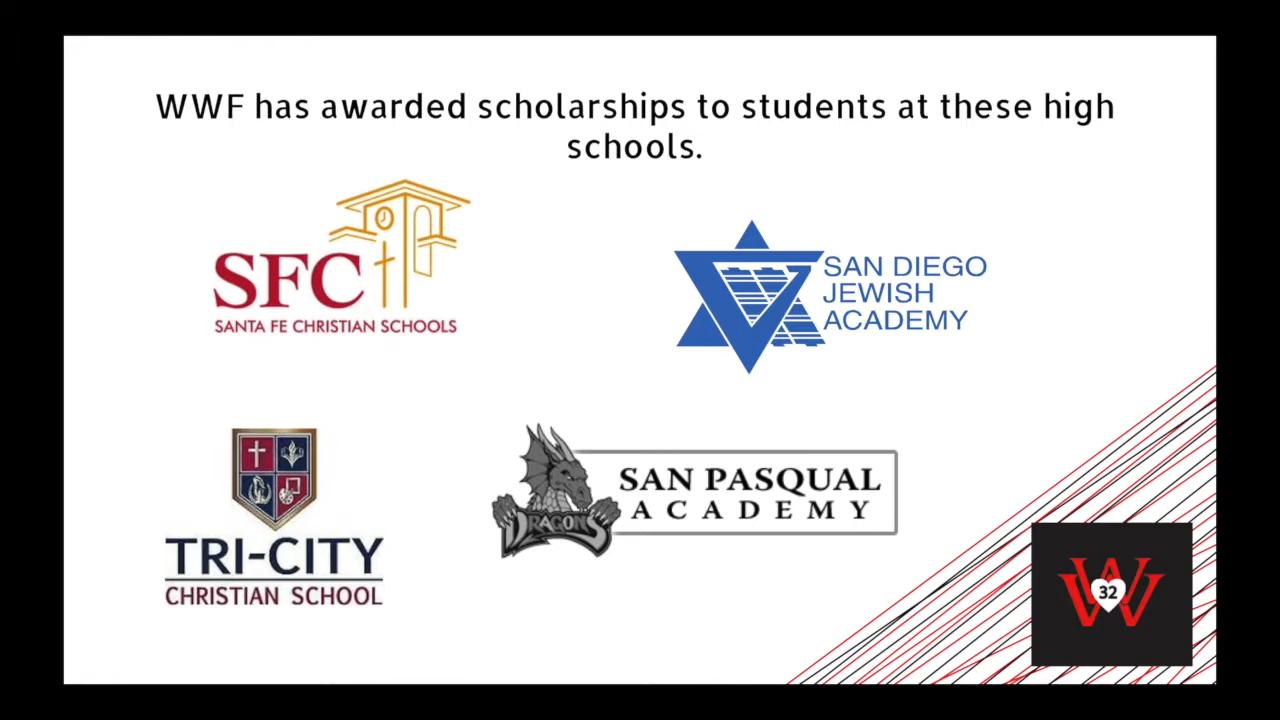 WWF has awarded scholarships to students at these high
schools.
SFC
SANTA FE CHRISTIAN SCHOOLS
SAN DIEGO
JEWISH
ACADEMY
TRI-CITY
CHRISTIAN SCHOOL
DRAGONS
SAN PASQUAL
ACADEMY
W W
32